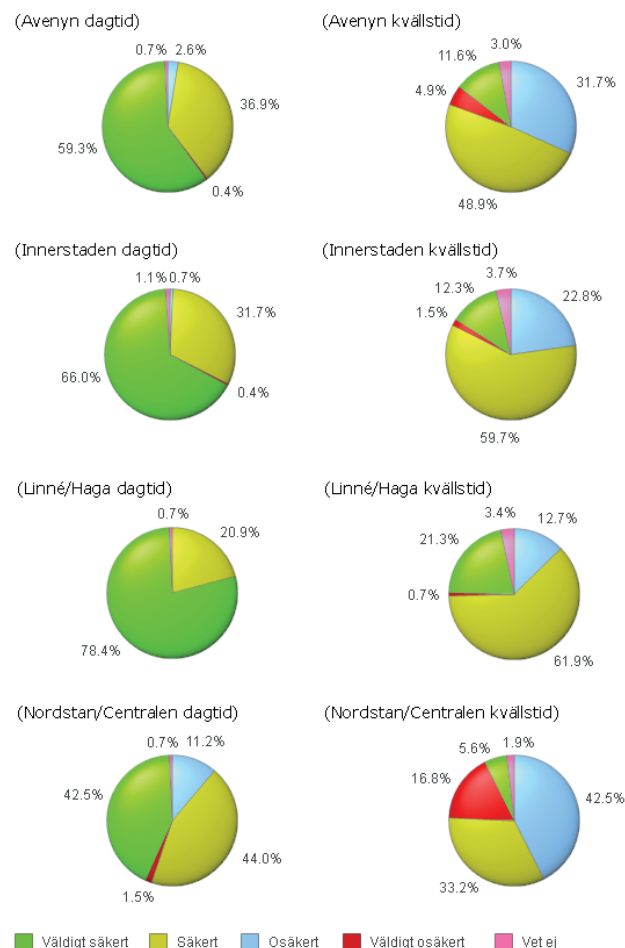 (Avenyn dagtid) (Avenyn kvällstid)
0.7% 2.6% 11.6% 3.0%
36.9% 4.9% 31.7%
59.3%
0.4% 48.9%
(Innerstaden dagtid) (Innerstaden kvällstid)
1.1% 0.7% 12.3% 3.7%
31.7% 1.5% 22.8%
66.0% 0.4%
59.7%
(Linné/Haga dagtid) (Linné/Haga kvällstid)
0.7% 3.4% 12.7%
20.9% 21.3%
0.7%
78.4% 61.9%
(Nordstan/Centralen dagtid) (Nordstan/Centralen kvällstid)
0.7% 11.2% 5.6% 1.9%
42.5% 16.8% 42.5%
44.0%
1.5% 33.2%
Väldigt säkert Säkert Osäkert Väldigt osäkert Vet ej